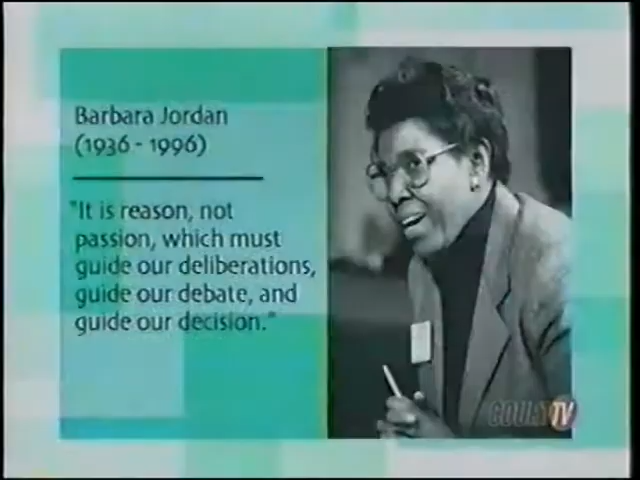 Barbara Jordan
(1936 - 1996)
"It is reason, not
passion, which must
guide our deliberations,
guide our debate, and
guide our decision."
COURT TV